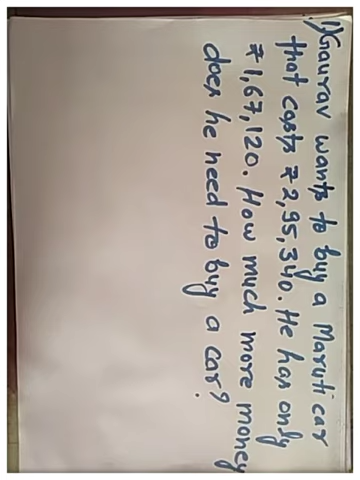 1) Gaurav wants to buy a Maruti car
that costs ₹2,95,340. He has only
₹1,67,120. How much more money
does he need to buy a car?